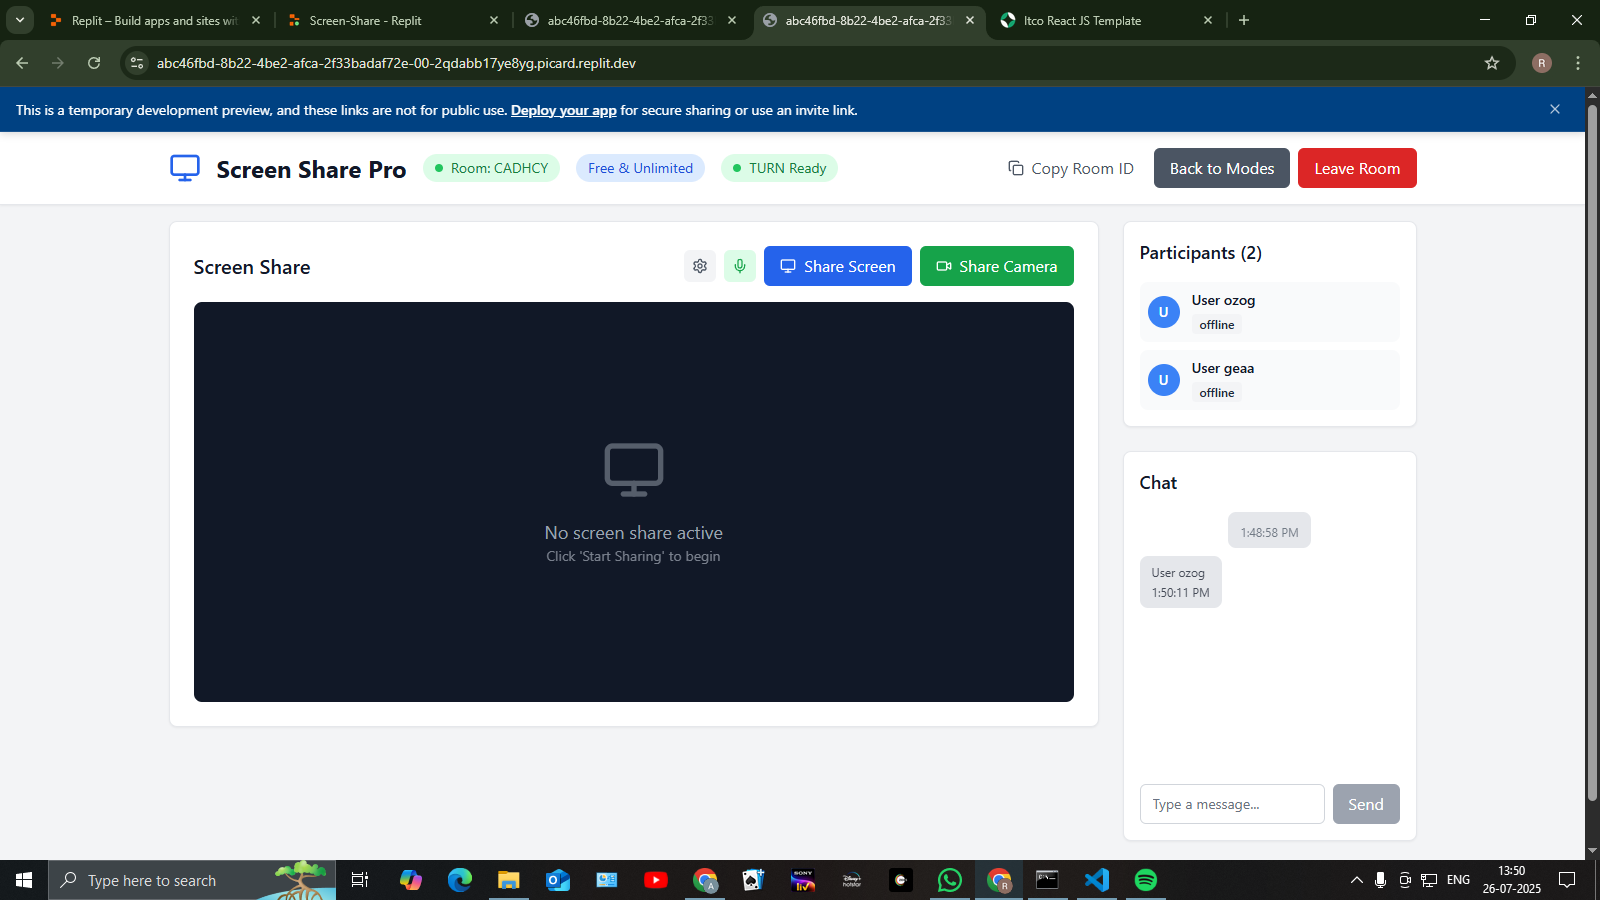 Replit – Build apps and sites wit
Screen-Share - Replit
abc46fbd-8b22-4be2-afca-2f33
abc46fbd-8b22-4be2-afca-2f33
Itco React JS Template
abc46fbd-8b22-4be2-afca-2f33badaf72e-00-2qdabb17ye8yg.picard.replit.dev
R
This is a temporary development preview, and these links are not for public use. Deploy your app for secure sharing or use an invite link.
Screen Share Pro
Room: CADHCY
Free & Unlimited
TURN Ready
Copy Room ID
Back to Modes
Leave Room
Screen Share
Share Screen
Share Camera
No screen share active
Click 'Start Sharing' to begin
Participants (2)
U
User ozog
offline
U
User geaa
offline
Chat
1:48:58 PM
User ozog
1:50:11 PM
Type a message...
Send
Type here to search
SONY
liv
hotstar
A
R
ENG
13:50
26-07-2025